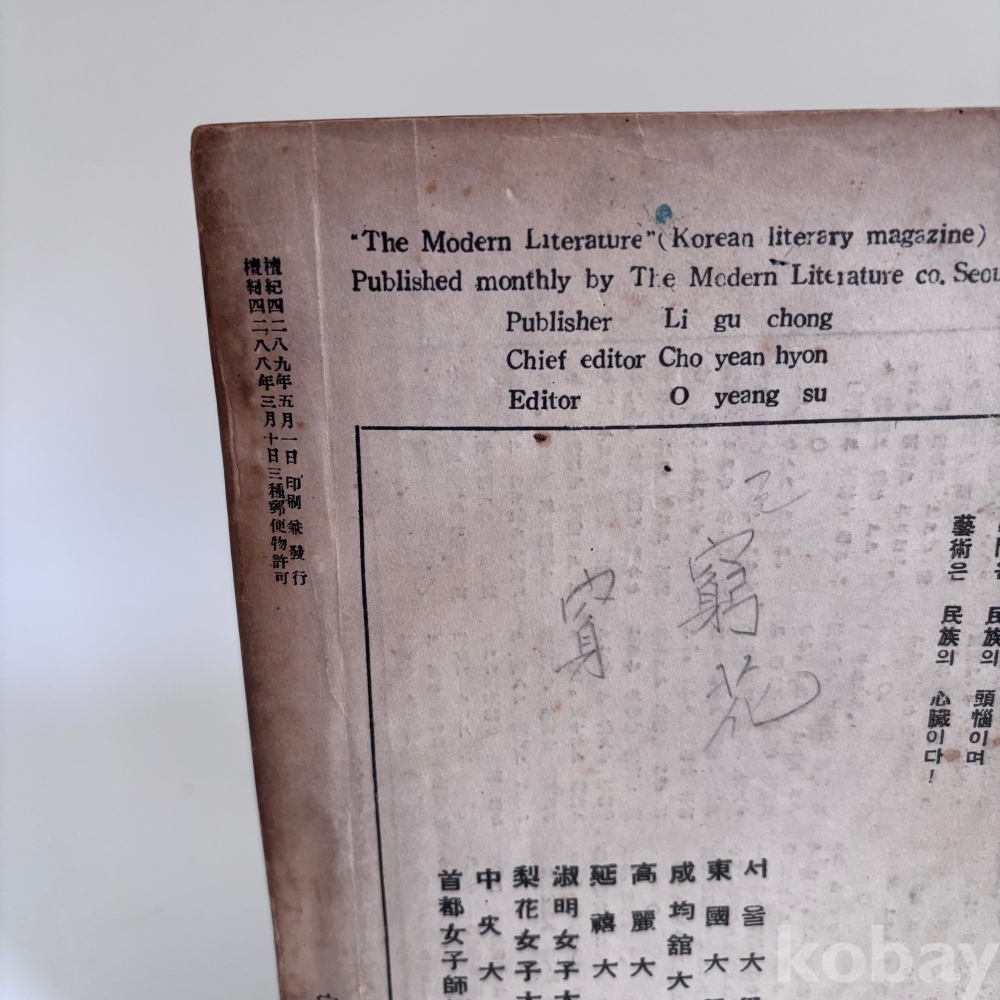 "The Modern Literature"(Korean literary magazine)
Published monthly by The Modern Literature co. Seou
Publisher Li gu chong
Chief editor Cho yean hyon
Editor O yeang su
檀紀四二八九年五月一日 印刷 兼 發行
檀紀四二八八年三月十日三種郵便物許可
民族의 頭惱이며
藝術은 民族의 心臟이다!
窮
花
서울大
東國大
成均舘大
高麗大
延禧大
淑明女子大
梨花女子大
中央大
首都女子師
kobay